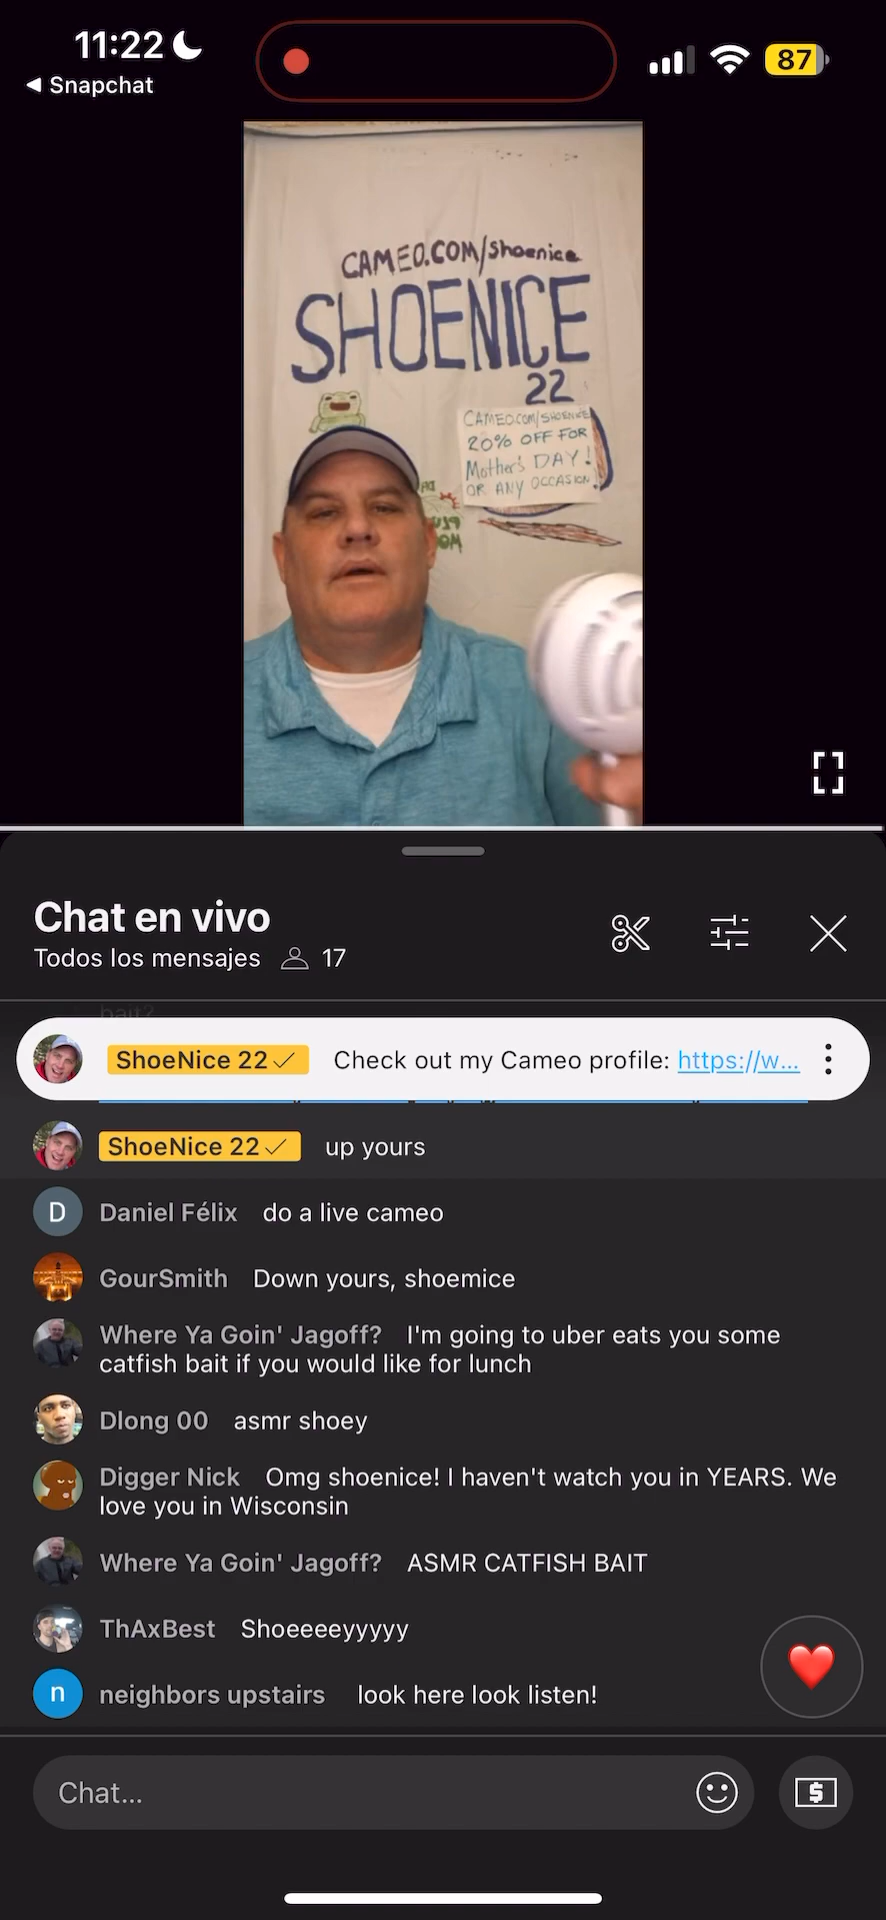 11:22
87
Snapchat
CAMEO.COM/shoenice
SHOENICE
22
CAMEO.COM/SHOENICE
20% OFF FOR
Mother's DAY!
OR ANY OCCASION!
Chat en vivo
Todos los mensajes 17
bait?
ShoeNice 22 Check out my Cameo profile: https://w...
ShoeNice 22 up yours
D Daniel Félix do a live cameo
GourSmith Down yours, shoemice
Where Ya Goin' Jagoff? I'm going to uber eats you some
catfish bait if you would like for lunch
Dlong 00 asmr shoey
Digger Nick Omg shoenice! I haven't watch you in YEARS. We
love you in Wisconsin
Where Ya Goin' Jagoff? ASMR CATFISH BAIT
ThAxBest Shoeeeeyyyyy
n neighbors upstairs look here look listen!
Chat...
$